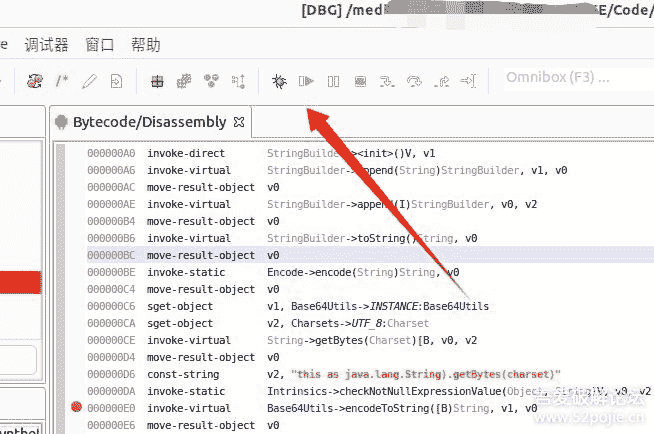 [DBG] /med E/Code/
调试器 窗口 帮助
/*
Omnibox (F3) ...
Bytecode/Disassembly
000000A0 invoke-direct StringBuilder-><init>()V, v1
000000A6 invoke-virtual StringBuilder->append(String)StringBuilder, v1, v0
000000AC move-result-object v0
000000AE invoke-virtual StringBuilder->append(I)StringBuilder, v0, v2
000000B4 move-result-object v0
000000B6 invoke-virtual StringBuilder->toString()String, v0
000000BC move-result-object v0
000000BE invoke-static Encode->encode(String)String, v0
000000C4 move-result-object v0
000000C6 sget-object v1, Base64Utils->INSTANCE:Base64Utils
000000CA sget-object v2, Charsets->UTF_8:Charset
000000CE invoke-virtual String->getBytes(Charset)[B, v0, v2
000000D4 move-result-object v0
000000D6 const-string v2, "this as java.lang.String).getBytes(charset)"
000000DA invoke-static Intrinsics->checkNotNullExpressionValue(Object, String)V, v0, v2
000000E0 invoke-virtual Base64Utils->encodeToString([B)String, v1, v0
000000E6 move-result-object v0
吾爱破解论坛
www.52pojie.cn